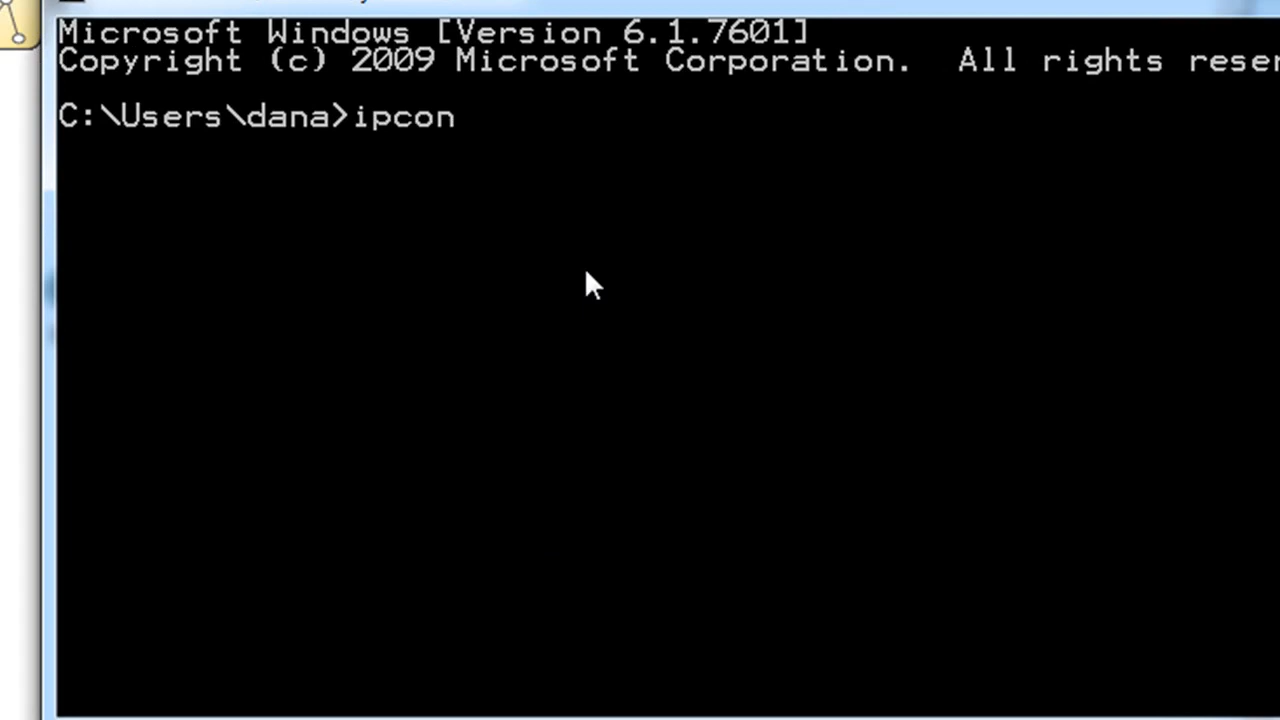 Microsoft Windows [Version 6.1.7601]
Copyright (c) 2009 Microsoft Corporation.  All rights reser
C:\Users\dana>ipcon